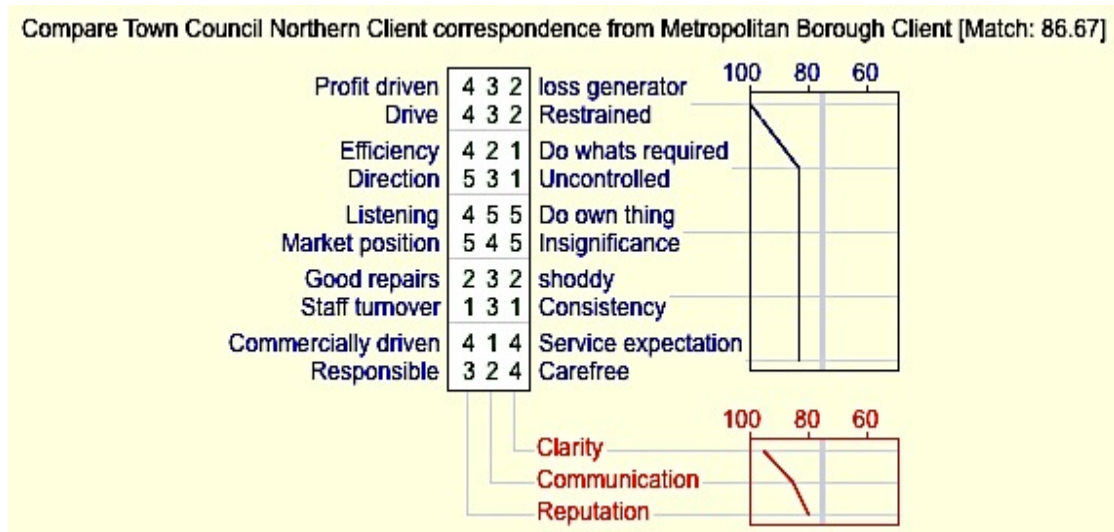 Compare Town Council Northern Client correspondence from Metropolitan Borough Client [Match: 86.67]
100 80 60
Profit driven 4 3 2 loss generator
Drive 4 3 2 Restrained
Efficiency 4 2 1 Do whats required
Direction 5 3 1 Uncontrolled
Listening 4 5 5 Do own thing
Market position 5 4 5 Insignificance
Good repairs 2 3 2 shoddy
Staff turnover 1 3 1 Consistency
Commercially driven 4 1 4 Service expectation
Responsible 3 2 4 Carefree
100 80 60
Clarity
Communication
Reputation